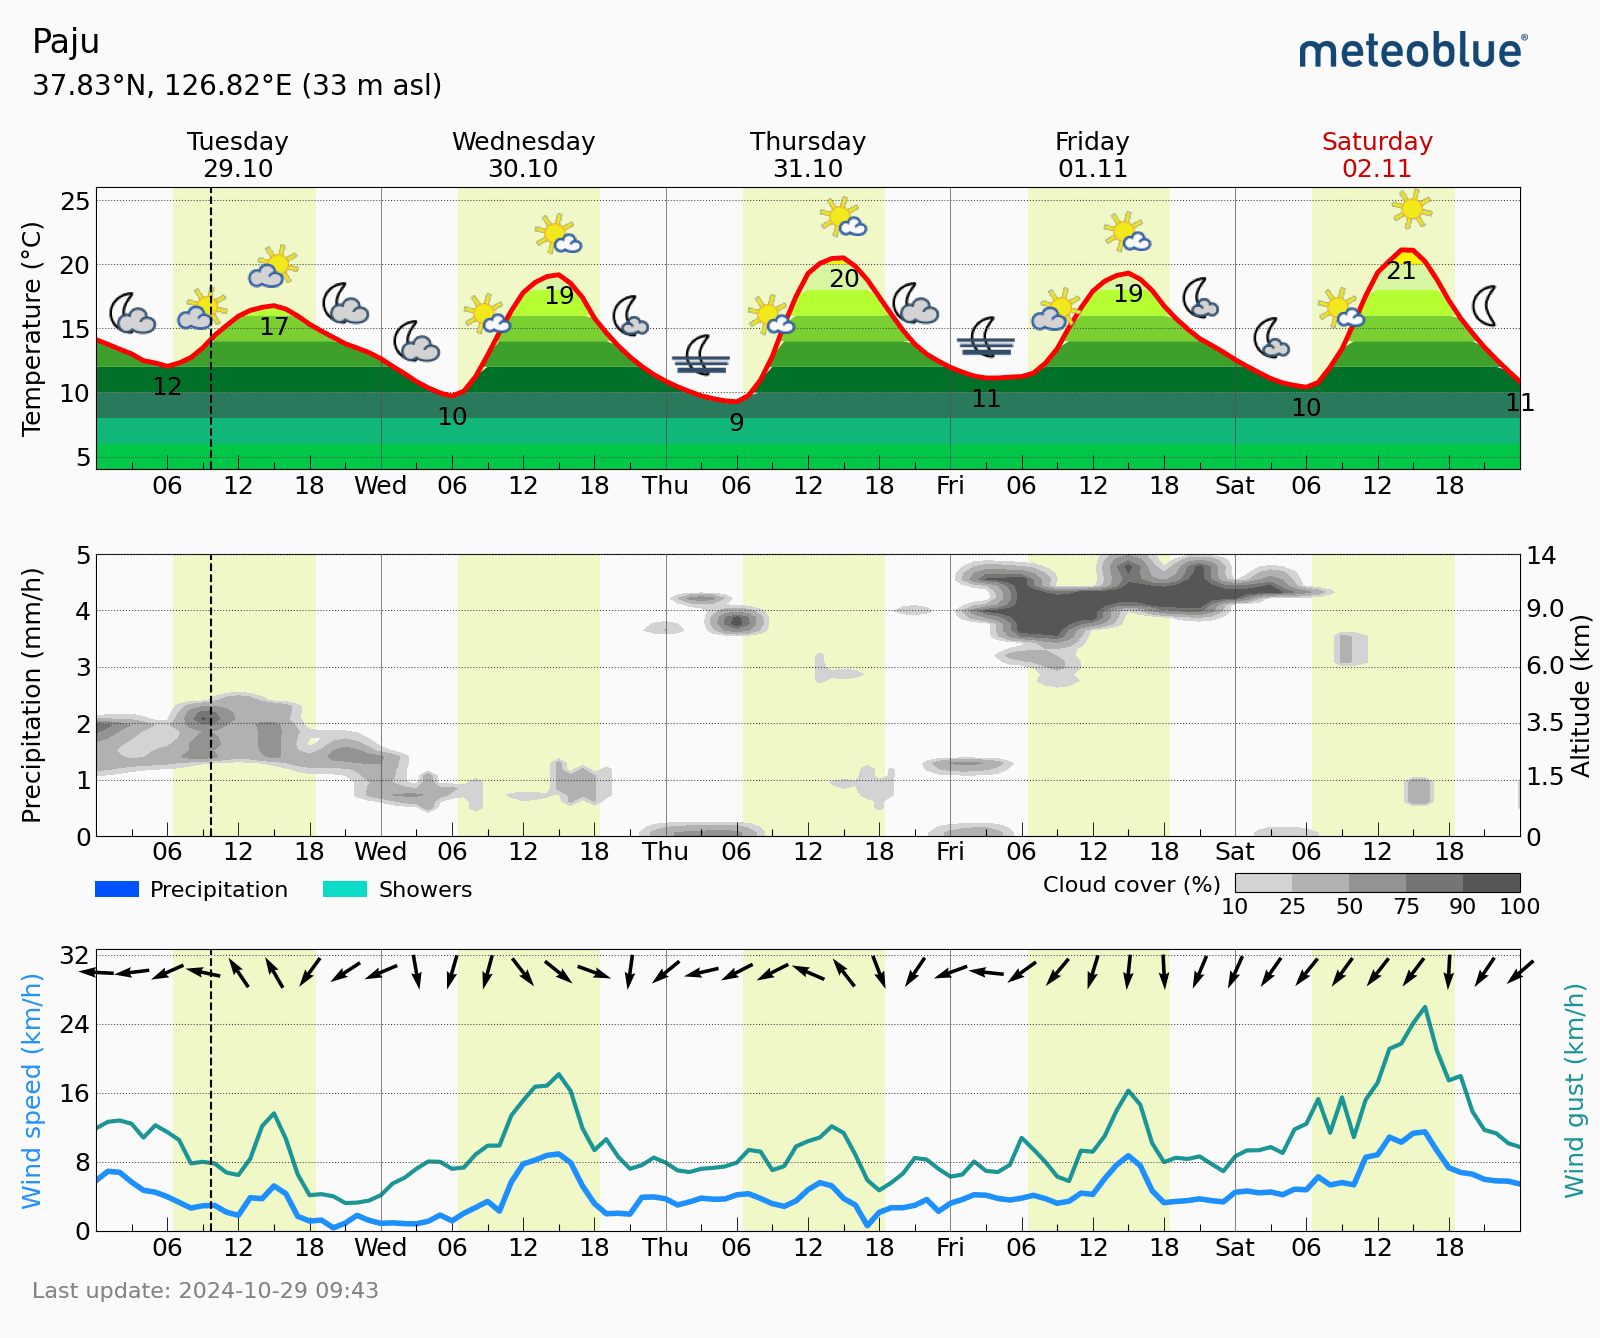 Paju
meteoblue®
37.83°N, 126.82°E (33 m asl)
Tuesday Wednesday Thursday Friday Saturday
29.10 30.10 31.10 01.11 02.11
Temperature (°C)
25
20
15
10
5
12 17 10 19 9 20 11 19 10 21 11
06 12 18 Wed 06 12 18 Thu 06 12 18 Fri 06 12 18 Sat 06 12 18
Precipitation (mm/h)
5
4
3
2
1
0
14
9.0
6.0
3.5
1.5
0
Altitude (km)
06 12 18 Wed 06 12 18 Thu 06 12 18 Fri 06 12 18 Sat 06 12 18
Precipitation Showers
Cloud cover (%)
10 25 50 75 90 100
Wind speed (km/h)
32
24
16
8
0
Wind gust (km/h)
06 12 18 Wed 06 12 18 Thu 06 12 18 Fri 06 12 18 Sat 06 12 18
Last update: 2024-10-29 09:43